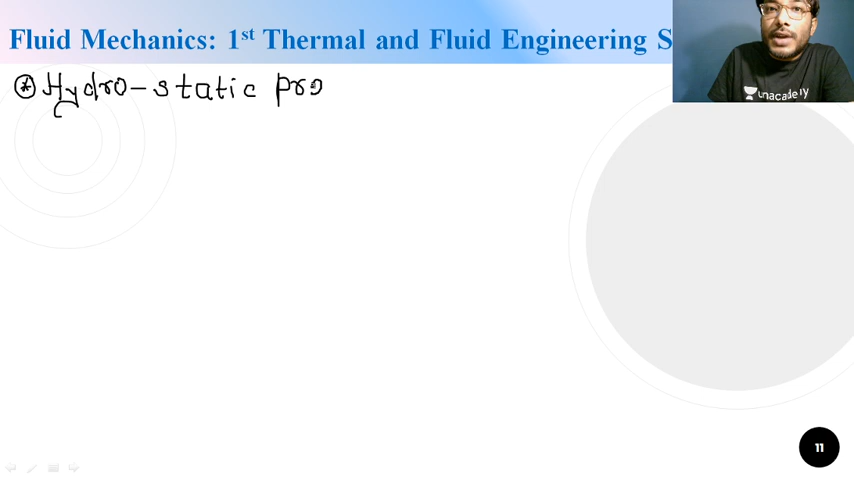 Fluid Mechanics: 1st Thermal and Fluid Engineering S
⊛ Hydro-static pro
unacademy
11